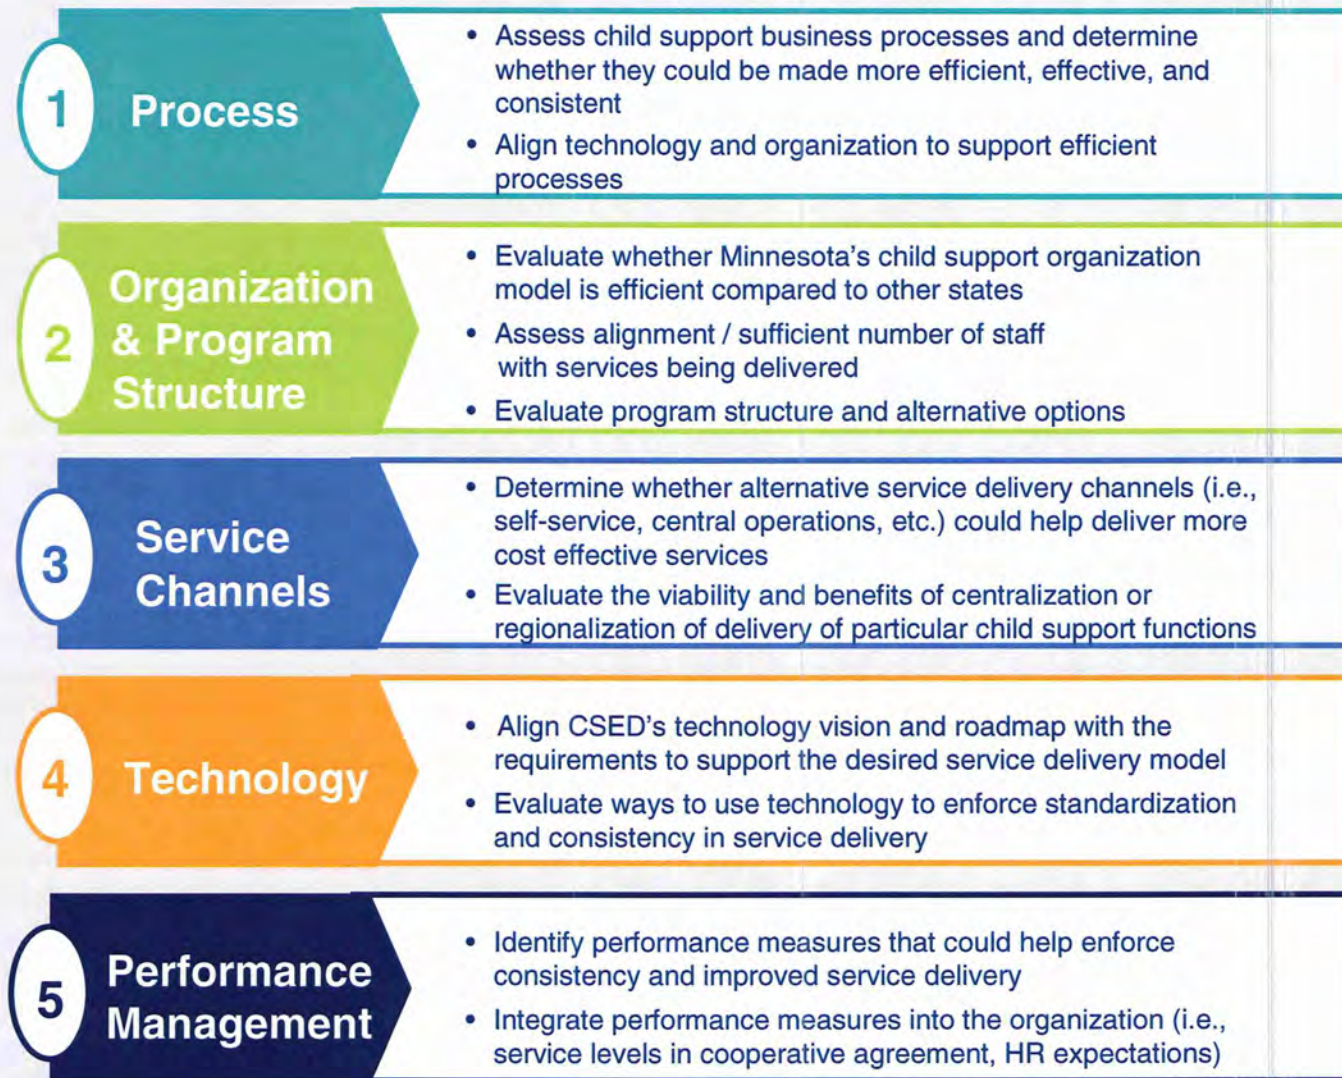 1
Process
• Assess child support business processes and determine
whether they could be made more efficient, effective, and
consistent
• Align technology and organization to support efficient
processes
2
Organization
& Program
Structure
• Evaluate whether Minnesota's child support organization
model is efficient compared to other states
• Assess alignment / sufficient number of staff
with services being delivered
• Evaluate program structure and alternative options
3
Service
Channels
• Determine whether alternative service delivery channels (i.e.,
self-service, central operations, etc.) could help deliver more
cost effective services
• Evaluate the viability and benefits of centralization or
regionalization of delivery of particular child support functions
4
Technology
• Align CSED's technology vision and roadmap with the
requirements to support the desired service delivery model
• Evaluate ways to use technology to enforce standardization
and consistency in service delivery
5
Performance
Management
• Identify performance measures that could help enforce
consistency and improved service delivery
• Integrate performance measures into the organization (i.e.,
service levels in cooperative agreement, HR expectations)